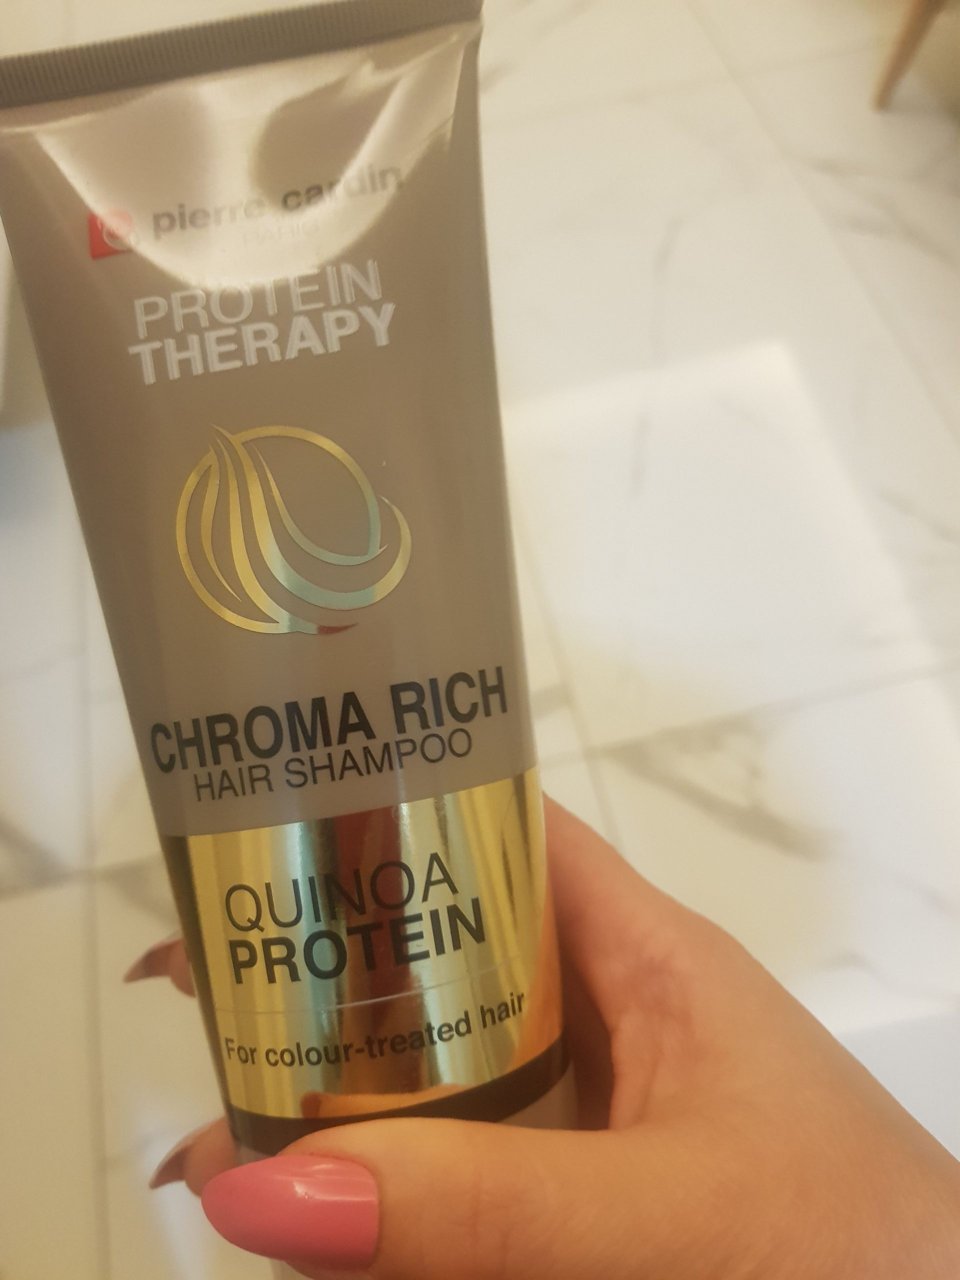 pierre cardin
PARIS
PROTEIN
THERAPY
CHROMA RICH
HAIR SHAMPOO
QUINOA
PROTEIN
For colour-treated hair